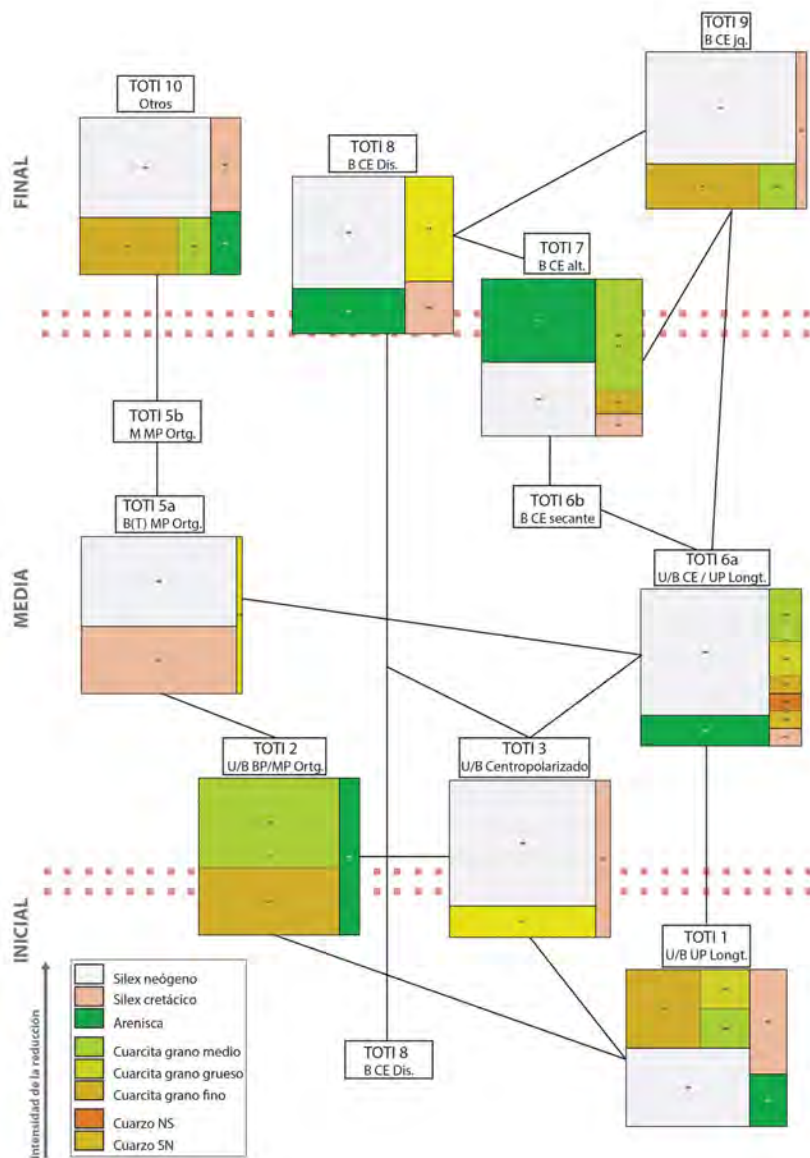 TOTI 9
B CE jq.
TOTI 10
Otros
TOTI 8
B CE Dis.
FINAL
TOTI 7
B CE alt.
TOTI 5b
M MP Ortg.
TOTI 5a
B(T) MP Ortg.
TOTI 6b
B CE secante
TOTI 6a
U/B CE / UP Longt.
MEDIA
TOTI 2
U/B BP/MP Ortg.
TOTI 3
U/B Centropolarizado
INICIAL
TOTI 1
U/B UP Longt.
TOTI 8
B CE Dis.
intensidad de la reducción
Silex neógeno
Silex cretácico
Arenisca
Cuarcita grano medio
Cuarcita grano grueso
Cuarcita grano fino
Cuarzo NS
Cuarzo SN